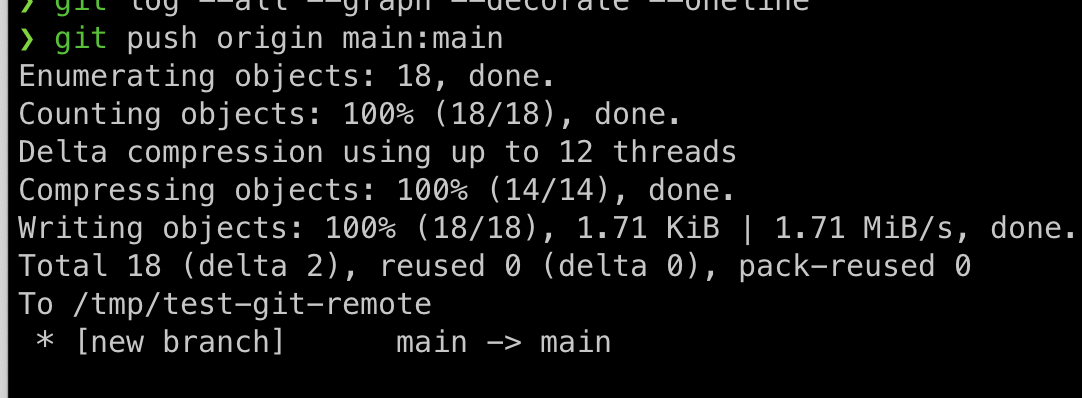 ❯ git log --all --graph --decorate --oneline
❯ git push origin main:main
Enumerating objects: 18, done.
Counting objects: 100% (18/18), done.
Delta compression using up to 12 threads
Compressing objects: 100% (14/14), done.
Writing objects: 100% (18/18), 1.71 KiB | 1.71 MiB/s, done.
Total 18 (delta 2), reused 0 (delta 0), pack-reused 0
To /tmp/test-git-remote
 * [new branch]      main -> main